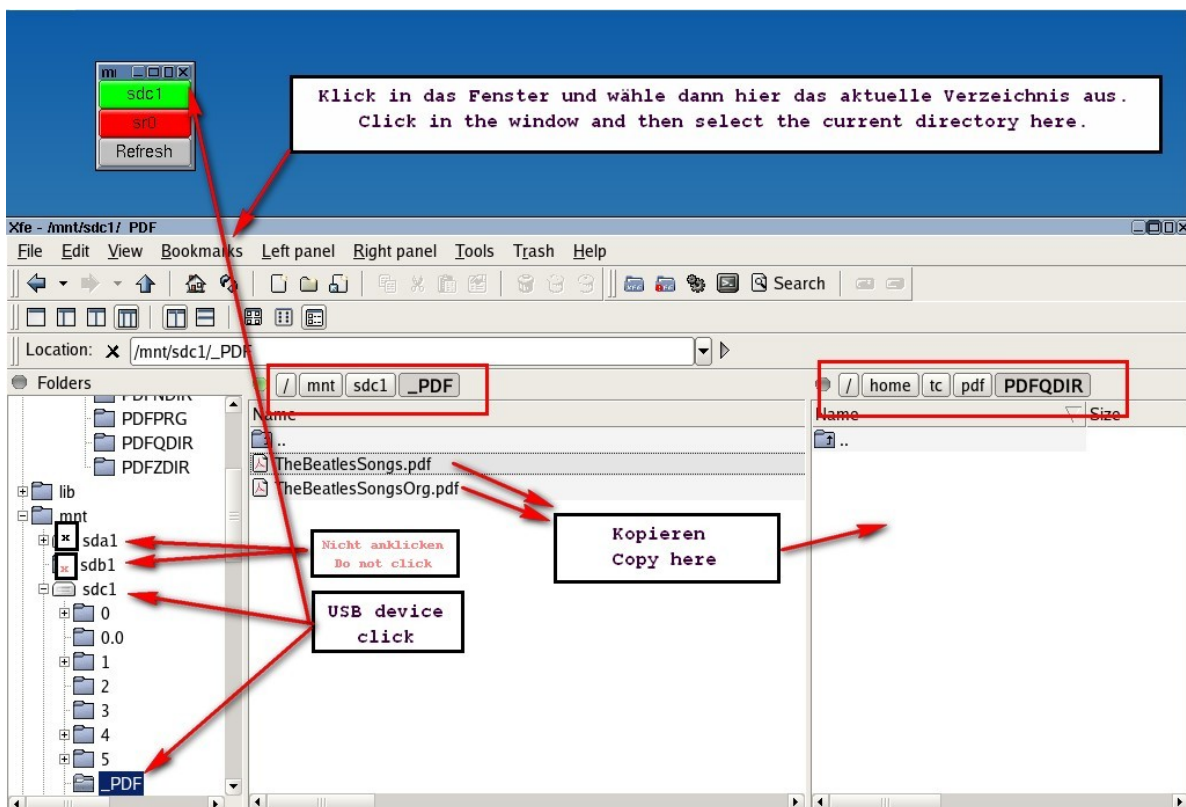 sdc1
sr0
Refresh
Klick in das Fenster und wähle dann hier das aktuelle Verzeichnis aus.
Click in the window and then select the current directory here.
Xfe - /mnt/sdc1/_PDF
File Edit View Bookmarks Left panel Right panel Tools Trash Help
Search
Location: /mnt/sdc1/_PDF
Folders
/ mnt sdc1 _PDF
/ home tc pdf PDFQDIR
Name
Name Size
PDFNDIR
PDFPRG
PDFQDIR
PDFZDIR
lib
mnt
sda1
sdb1
sdc1
0
0.0
1
2
3
4
5
_PDF
..
TheBeatlesSongs.pdf
TheBeatlesSongsOrg.pdf
..
Nicht anklicken
Do not click
USB device
click
Kopieren
Copy here